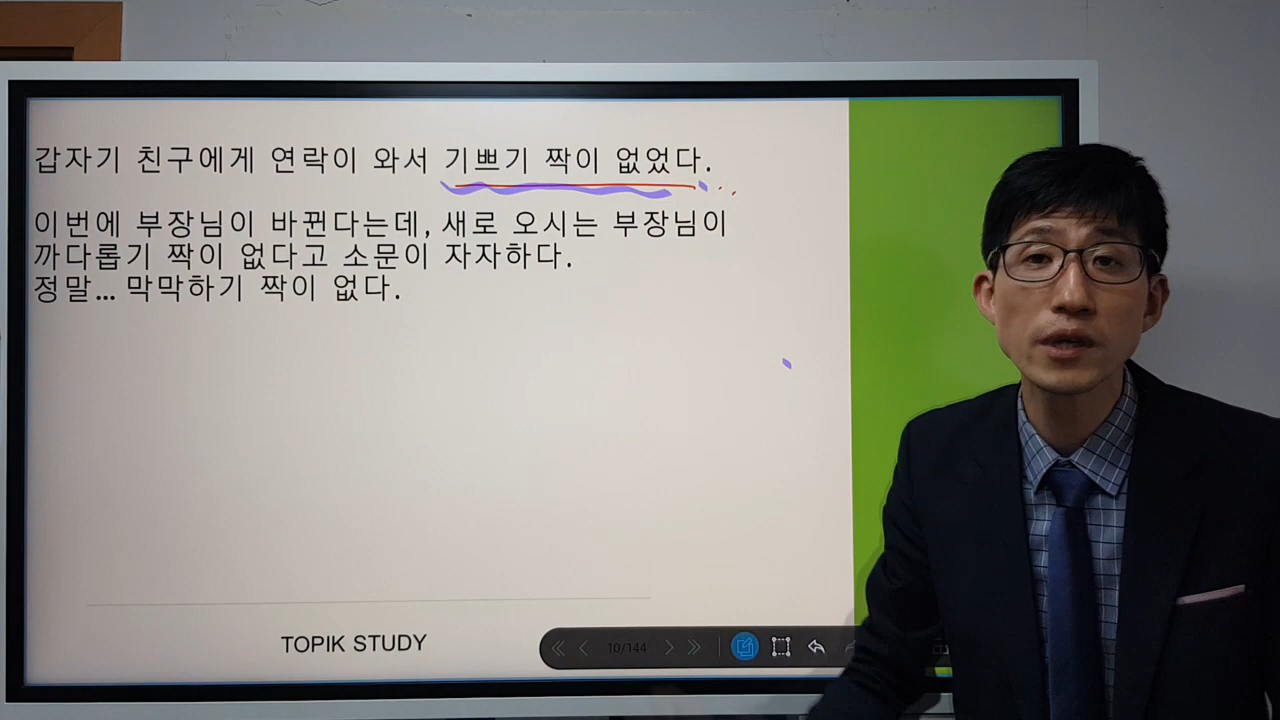 갑자기 친구에게 연락이 와서 기쁘기 짝이 없었다.
이번에 부장님이 바뀐다는데, 새로 오시는 부장님이
까다롭기 짝이 없다고 소문이 자자하다.
정말... 막막하기 짝이 없다.
TOPIK STUDY
10/144